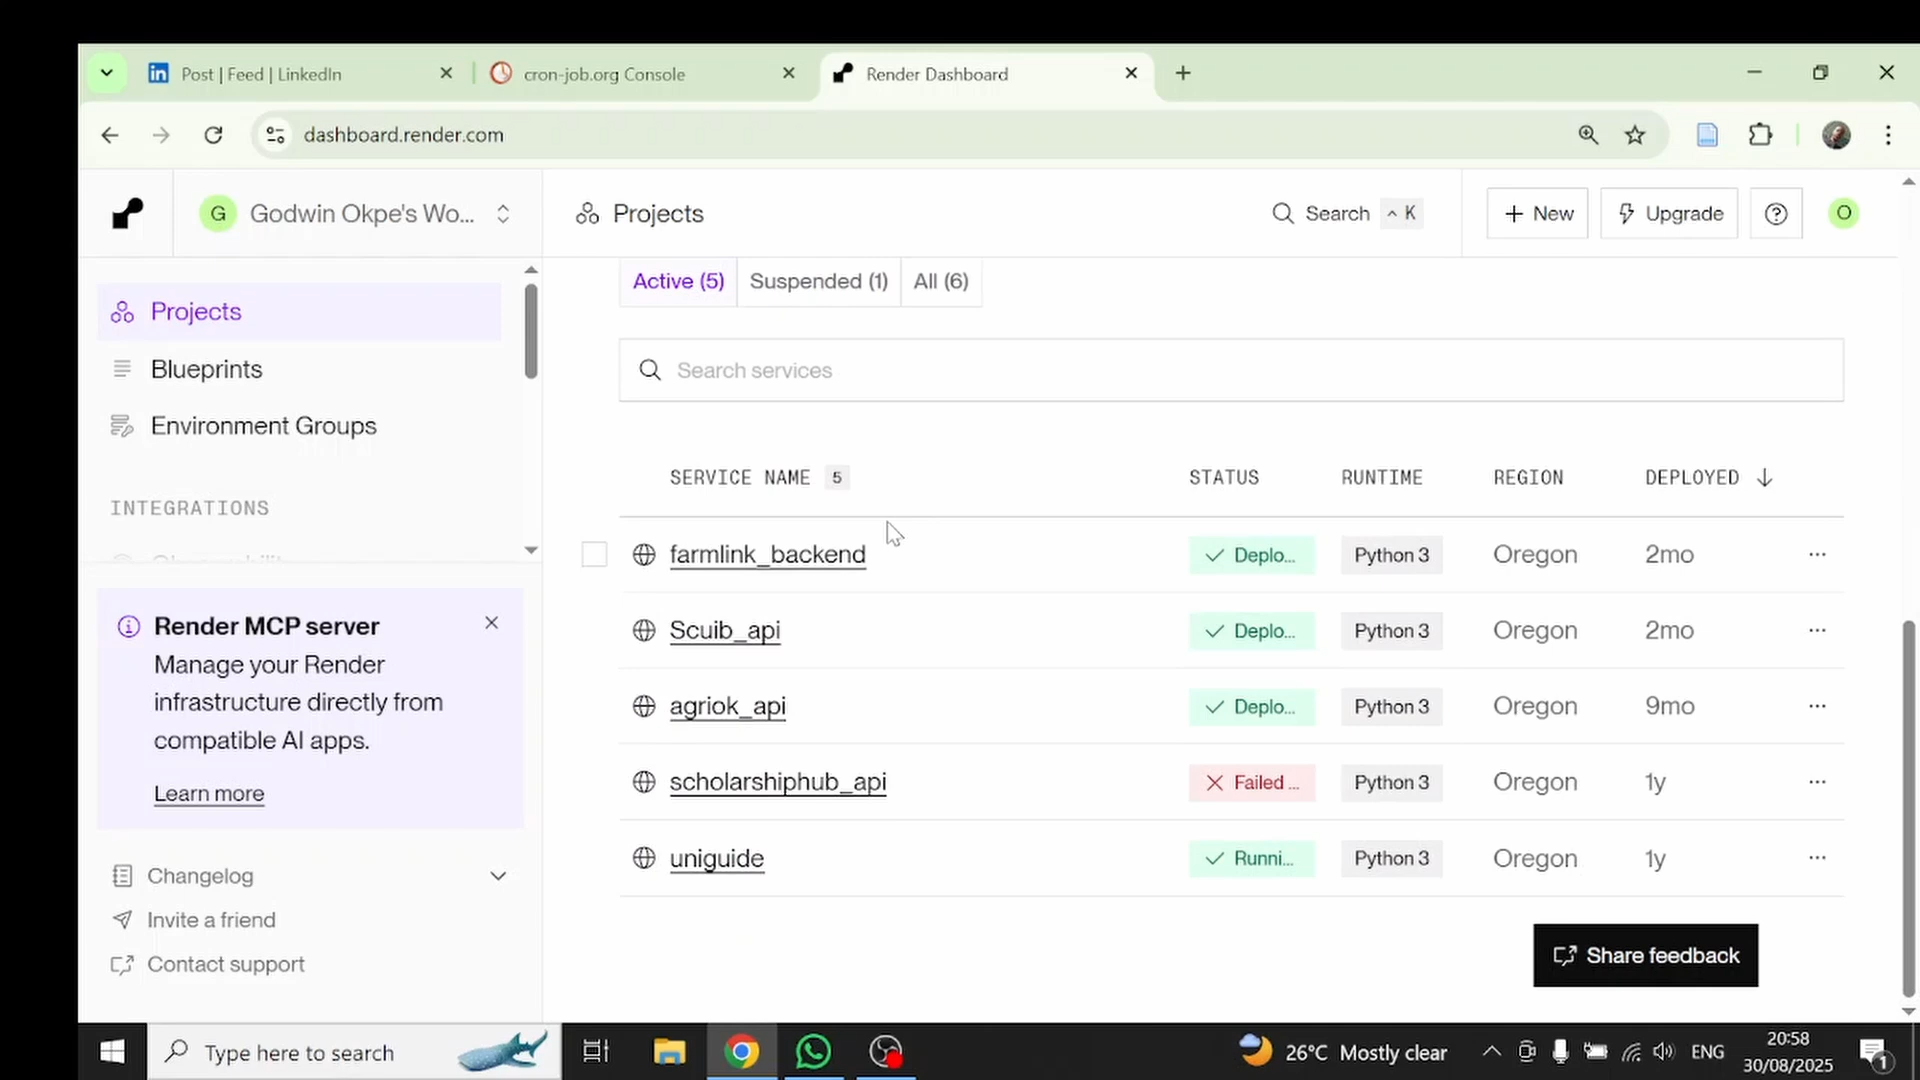 Post | Feed | LinkedIn
cron-job.org Console
Render Dashboard
dashboard.render.com
G Godwin Okpe's Wo...
Projects
Search ^ K
+ New
Upgrade
O
Projects
Blueprints
Environment Groups
INTEGRATIONS
Render MCP server
Manage your Render
infrastructure directly from
compatible AI apps.
Learn more
Changelog
Invite a friend
Contact support
Active (5)
Suspended (1)
All (6)
Search services
SERVICE NAME 5 STATUS RUNTIME REGION DEPLOYED
farmlink_backend Deplo... Python 3 Oregon 2mo
Scuib_api Deplo... Python 3 Oregon 2mo
agriok_api Deplo... Python 3 Oregon 9mo
scholarshiphub_api Failed ... Python 3 Oregon 1y
uniguide Runni... Python 3 Oregon 1y
Share feedback
Type here to search
26°C Mostly clear
ENG
20:58
30/08/2025
1